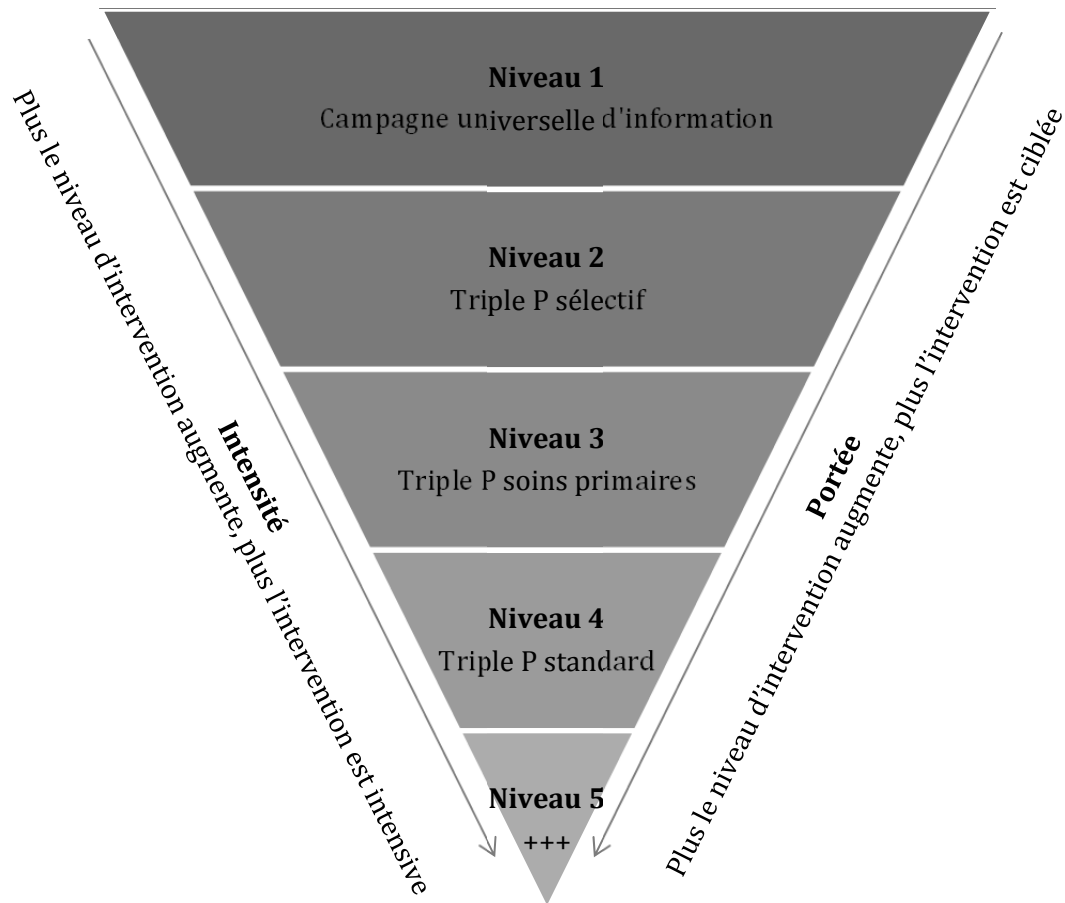 Niveau 1
Campagne universelle d'information
Niveau 2
Triple P sélectif
Niveau 3
Triple P soins primaires
Niveau 4
Triple P standard
Niveau 5
+++
Intensité
Plus le niveau d’intervention augmente, plus l’intervention est intensive
Portée
Plus le niveau d’intervention augmente, plus l’intervention est ciblée